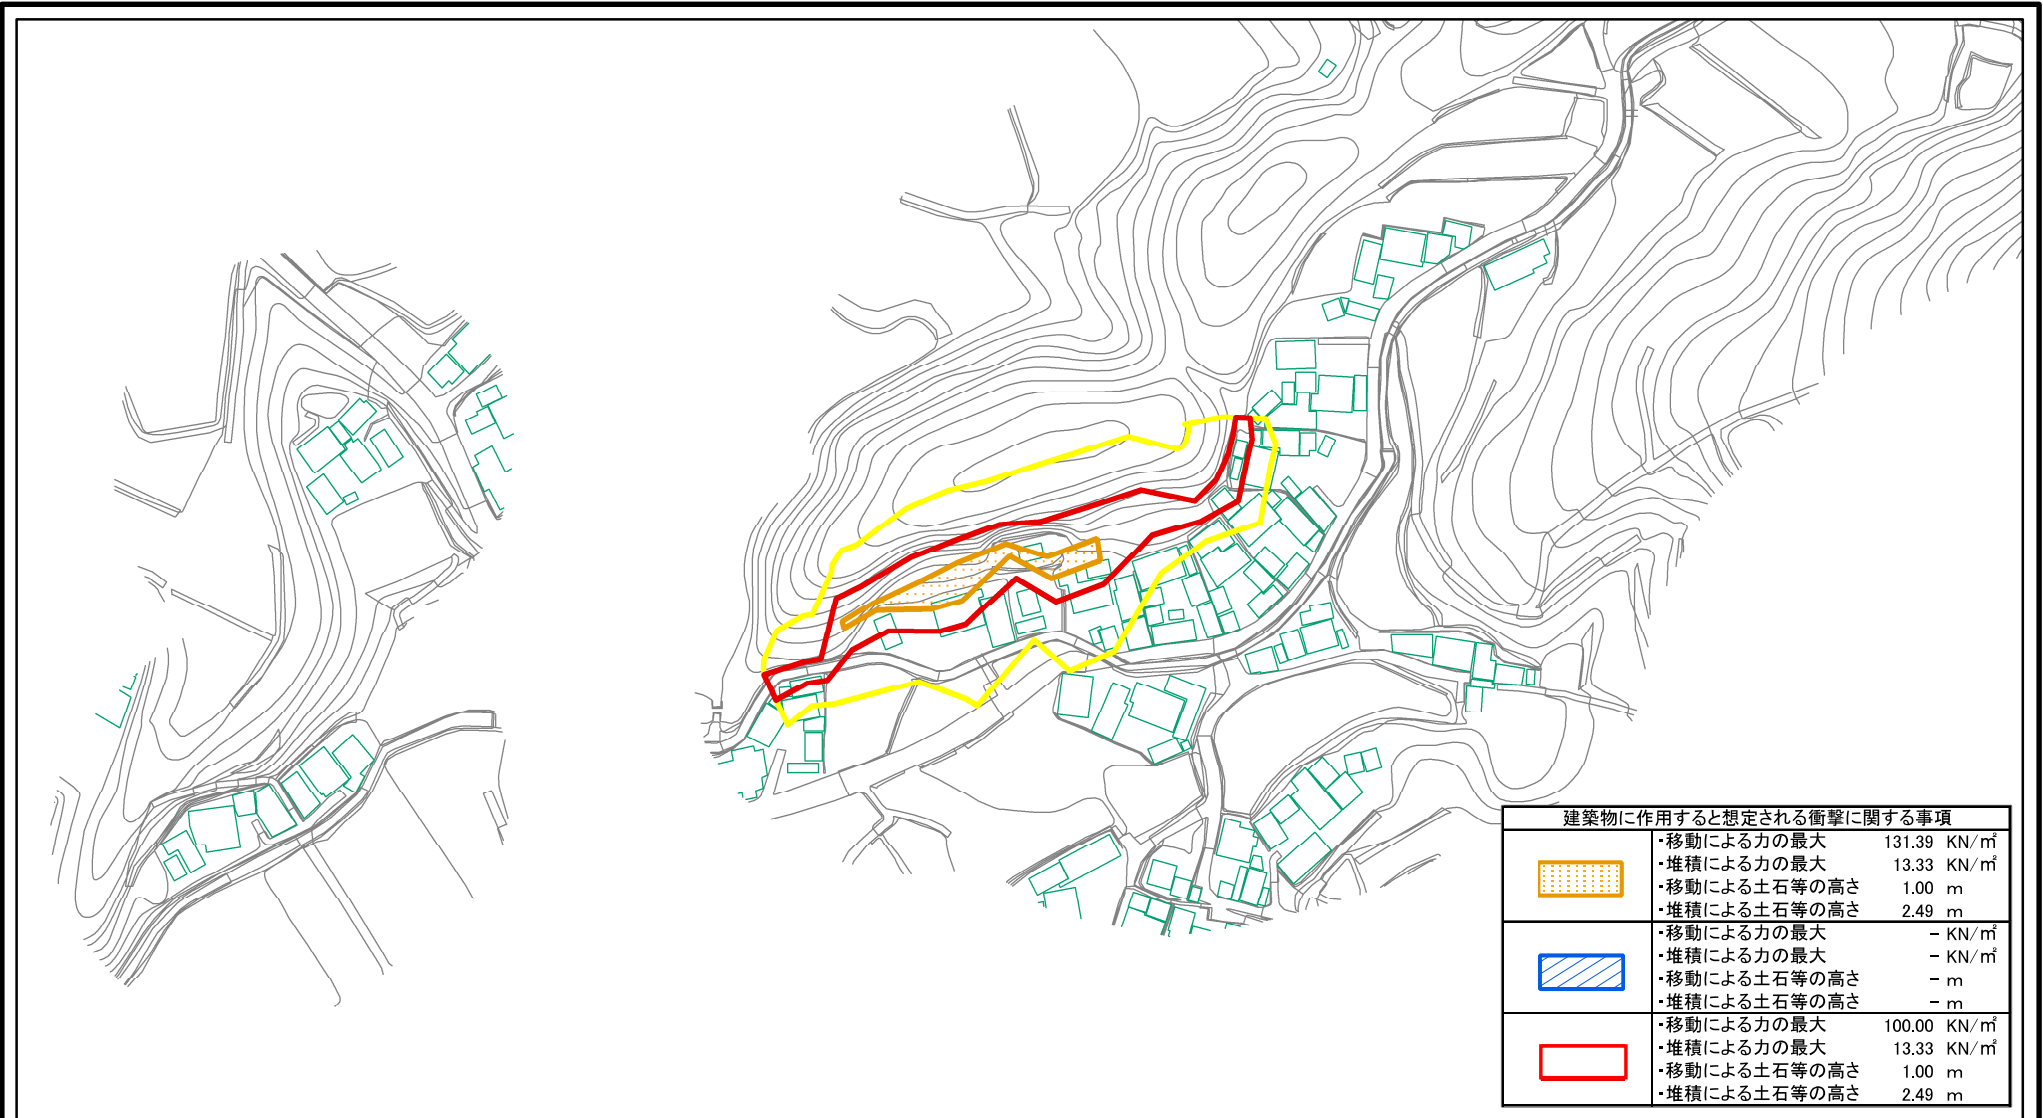 建築物に作用すると想定される衝撃に関する事項
・移動による力の最大 131.39 KN/㎡
・堆積による力の最大 13.33 KN/㎡
・移動による土石等の高さ 1.00 m
・堆積による土石等の高さ 2.49 m
・移動による力の最大 - KN/㎡
・堆積による力の最大 - KN/㎡
・移動による土石等の高さ - m
・堆積による土石等の高さ - m
・移動による力の最大 100.00 KN/㎡
・堆積による力の最大 13.33 KN/㎡
・移動による土石等の高さ 1.00 m
・堆積による土石等の高さ 2.49 m